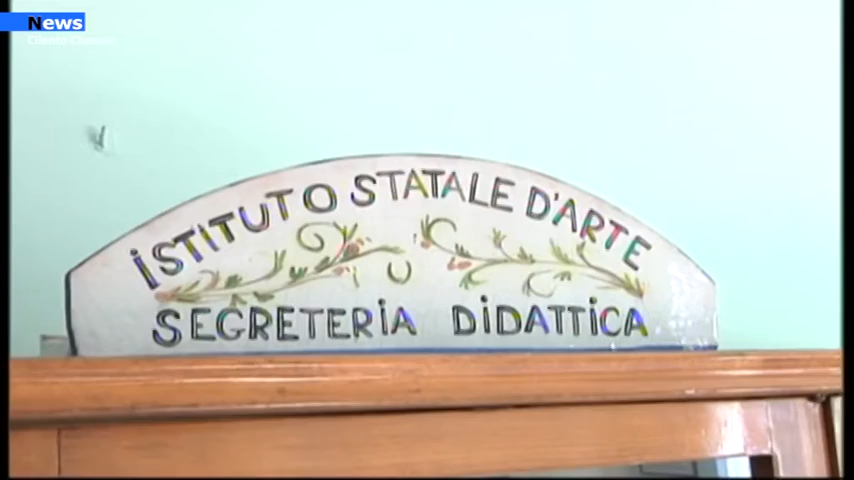 News
iSTITUTO STATALE D'ARTE
SEGRETERiA DiDATTiCA